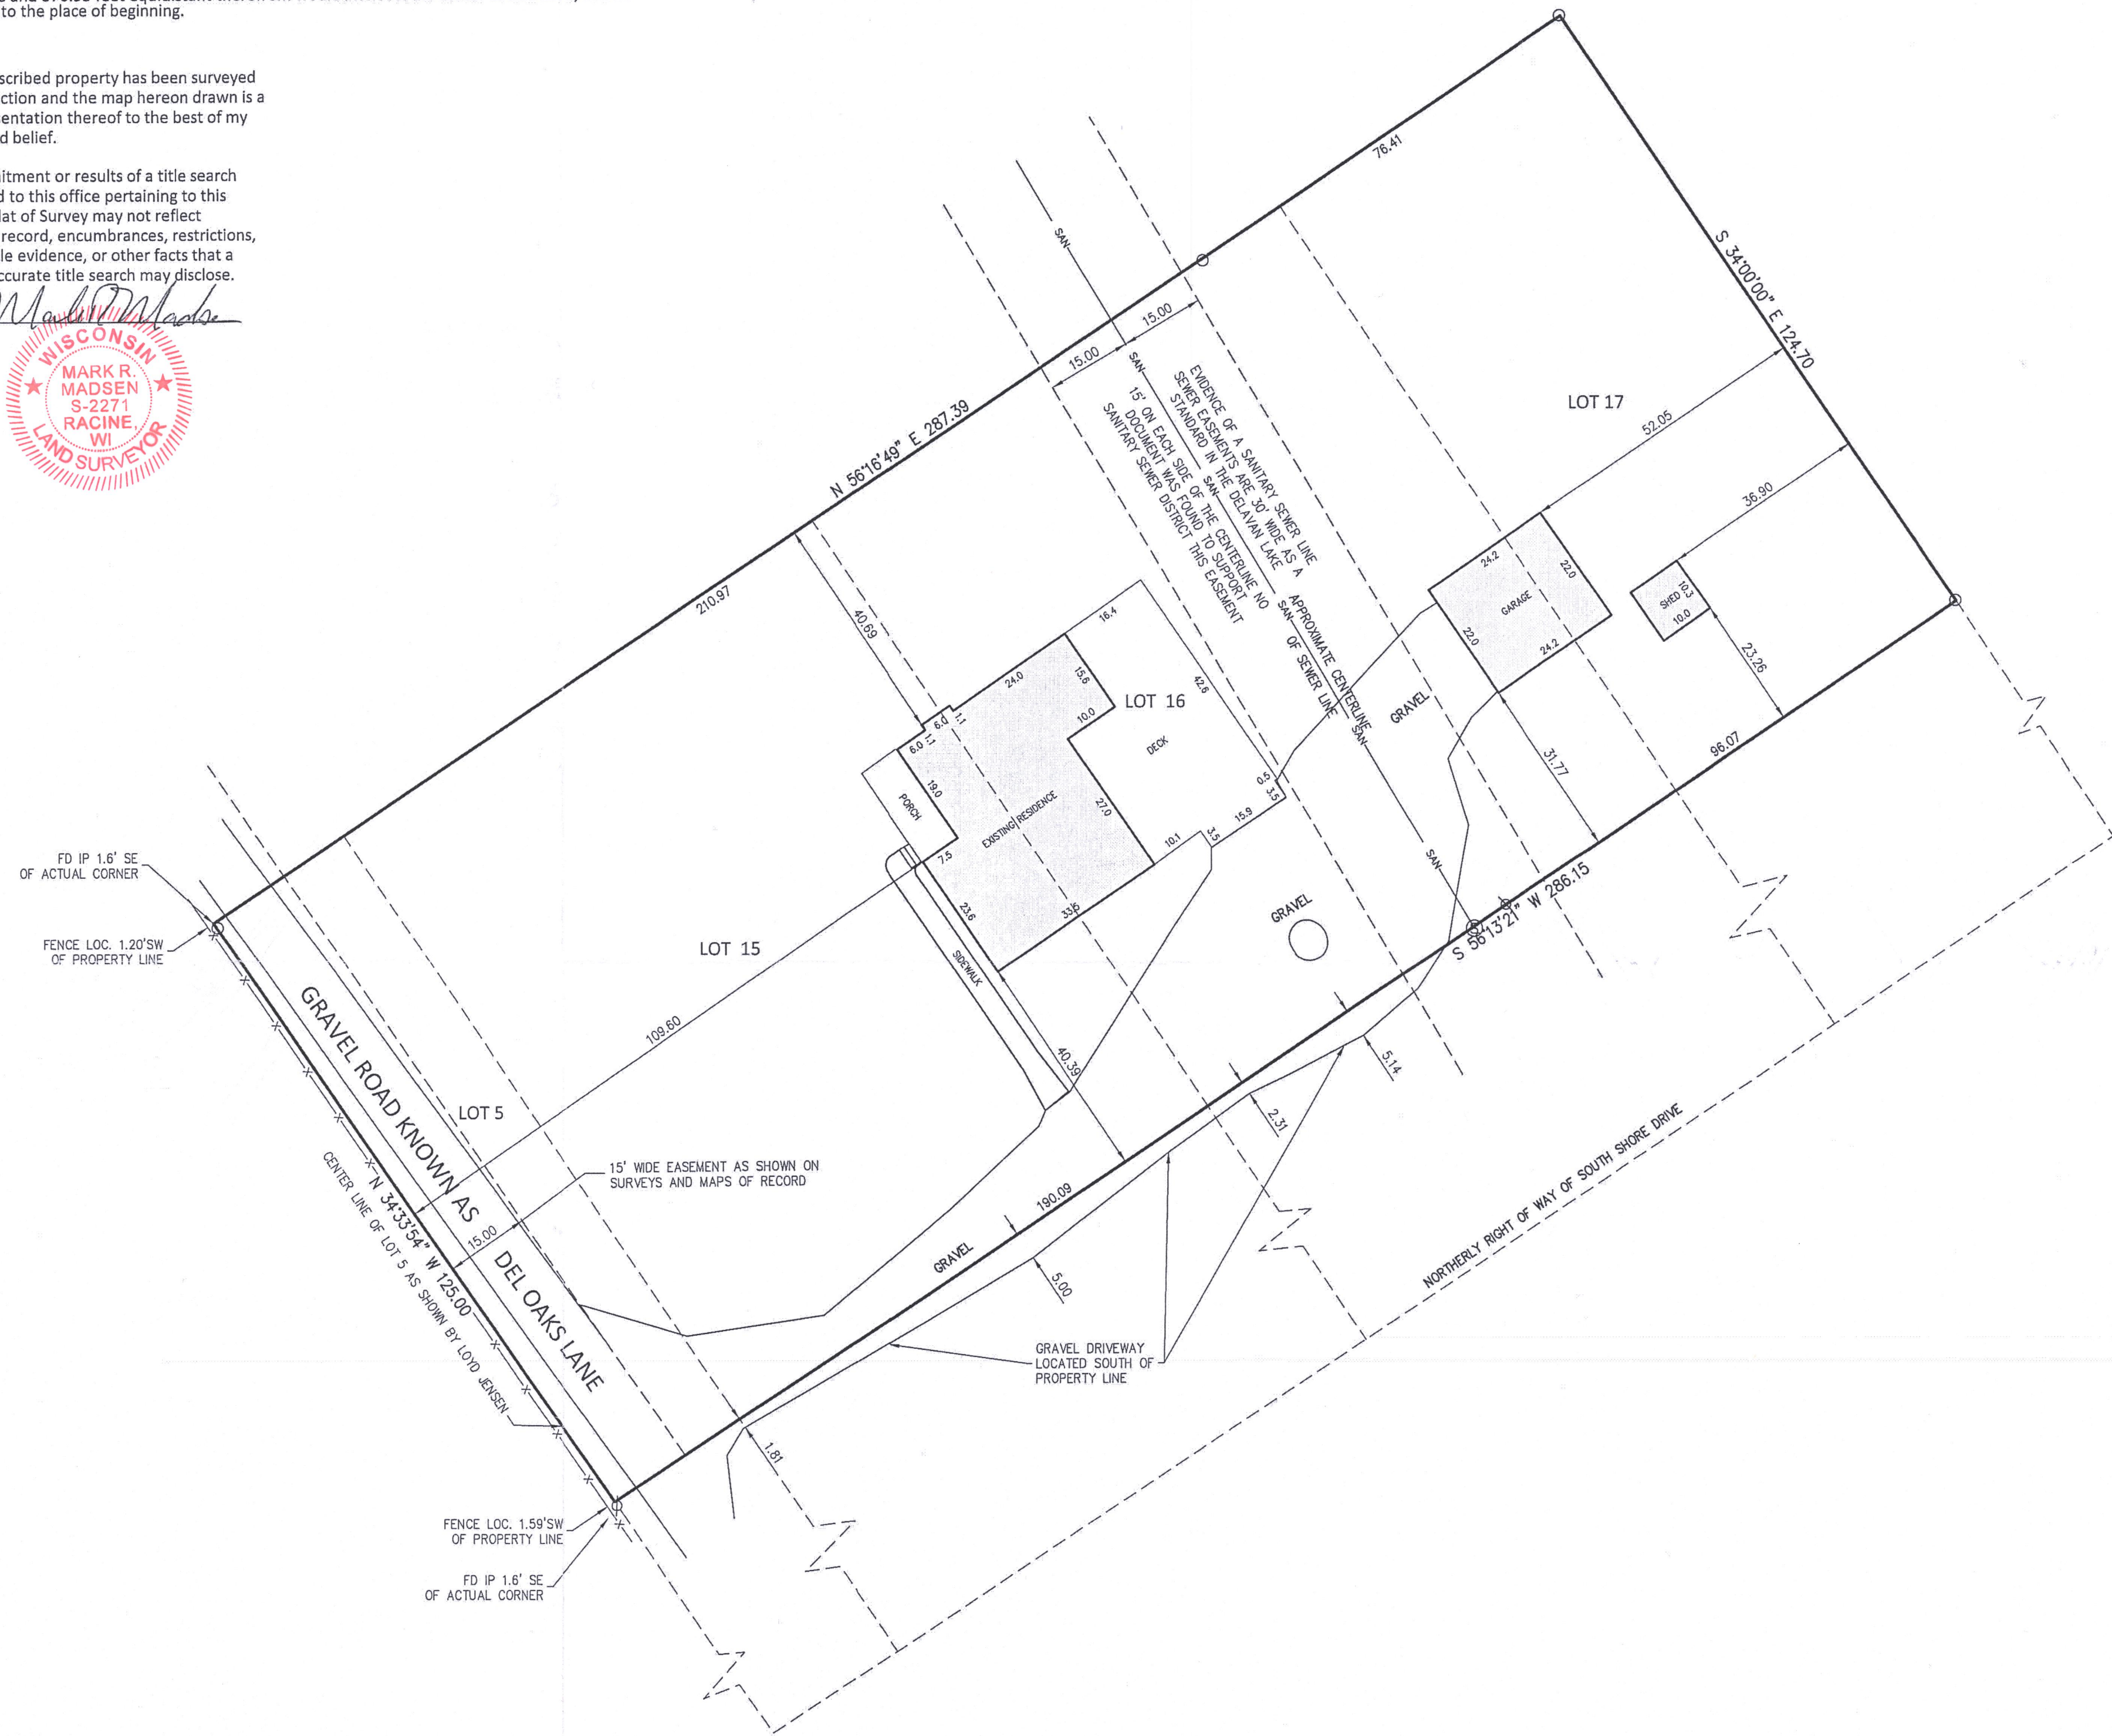 to the place of beginning.
scribed property has been surveyed
ction and the map hereon drawn is a
entation thereof to the best of my
d belief.
itment or results of a title search
d to this office pertaining to this
lat of Survey may not reflect
record, encumbrances, restrictions,
le evidence, or other facts that a
ccurate title search may disclose.
WISCONSIN
MARK R.
MADSEN
S-2271
RACINE,
WI
LAND SURVEYOR
76.41
S 34°00'00" E 124.70
LOT 17
52.05
36.90
SAN
15.00
15.00
SAN
EVIDENCE OF A SANITARY SEWER LINE
SEWER EASEMENTS ARE 30' WIDE AS A
STANDARD IN THE DELAVAN LAKE
SAN
15' ON EACH SIDE OF THE CENTERLINE NO
DOCUMENT WAS FOUND TO SUPPORT
SANITARY SEWER DISTRICT THIS EASEMENT
SAN
APPROXIMATE CENTERLINE
OF SEWER LINE
SAN
SAN
N 56°16'49" E 287.39
210.97
40.69
24.2
22.0
GARAGE
22.0
24.2
SHED
10.3
10.0
23.26
31.77
96.07
16.4
24.0
15.6
LOT 16
42.6
10.0
DECK
6.0
1.1
6.0
1.1
19.0
PORCH
EXISTING RESIDENCE
27.0
7.5
0.5
3.5
15.9
3.5
10.1
33.5
23.6
SIDEWALK
GRAVEL
GRAVEL
S 56°13'21" W 286.15
FD IP 1.6' SE
OF ACTUAL CORNER
FENCE LOC. 1.20'SW
OF PROPERTY LINE
LOT 15
109.60
40.39
5.14
2.31
LOT 5
GRAVEL ROAD KNOWN AS
DEL OAKS LANE
N 34°33'54" W 125.00
CENTER LINE OF LOT 5 AS SHOWN BY LOYD JENSEN
15.00
15' WIDE EASEMENT AS SHOWN ON
SURVEYS AND MAPS OF RECORD
190.09
GRAVEL
5.00
NORTHERLY RIGHT OF WAY OF SOUTH SHORE DRIVE
GRAVEL DRIVEWAY
LOCATED SOUTH OF
PROPERTY LINE
1.81
FENCE LOC. 1.59'SW
OF PROPERTY LINE
FD IP 1.6' SE
OF ACTUAL CORNER